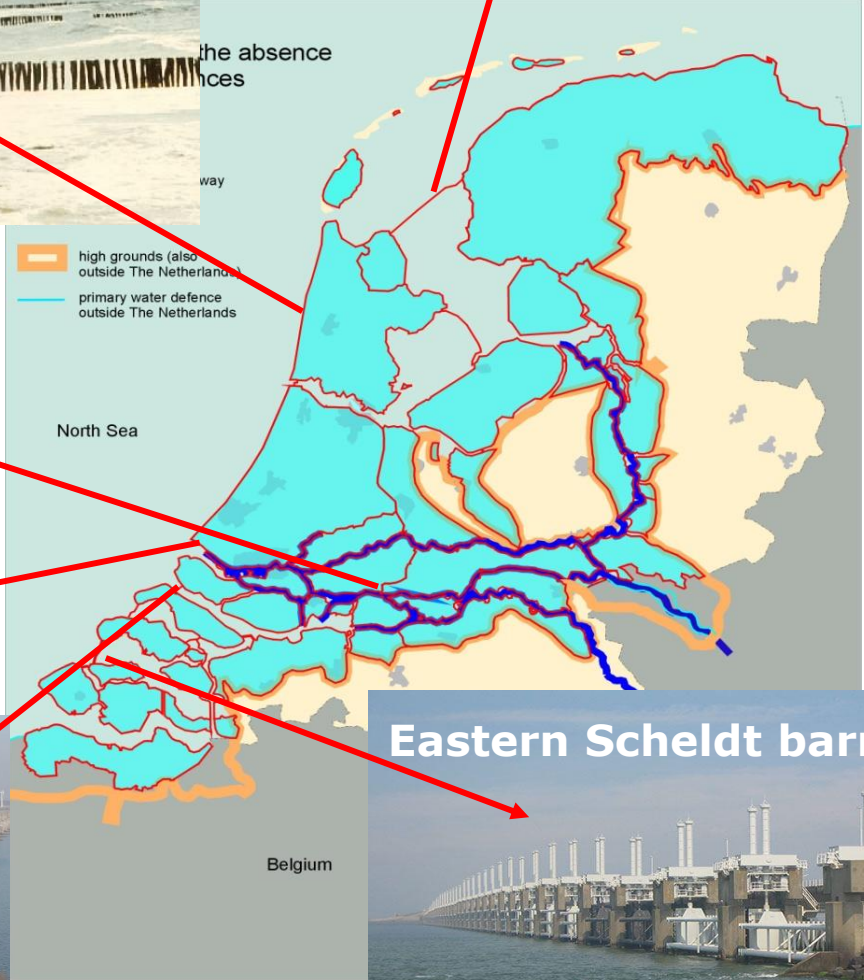 the absence
nces
way
high grounds (also
outside The Netherlands)
primary water defence
outside The Netherlands
North Sea
Eastern Scheldt barr
Belgium